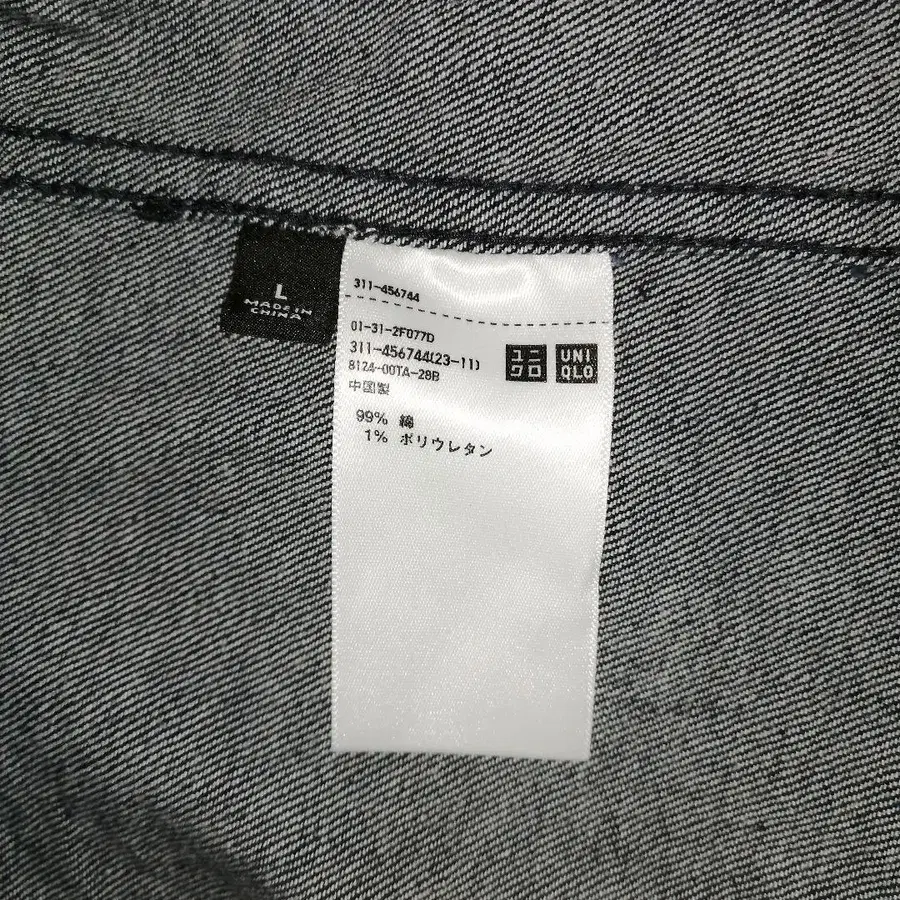 L
MADE IN
CHINA
311-456744
01-31-2F077D
311-456744(23-11)
812A-00TA-28B
中国製
ユニ
クロ
UNI
QLO
99% 綿
1% ポリウレタン